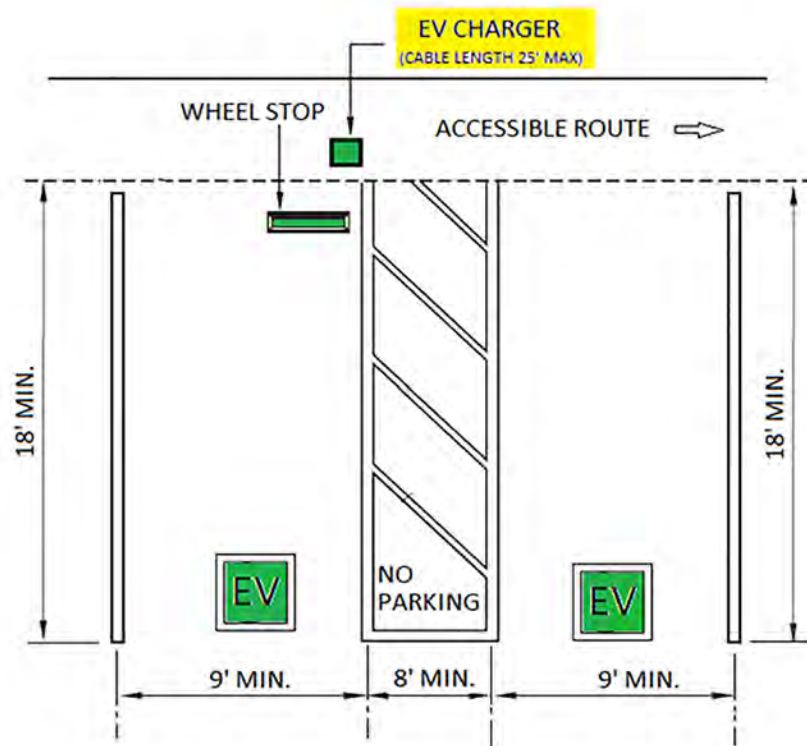 EV CHARGER
(CABLE LENGTH 25' MAX)
WHEEL STOP
ACCESSIBLE ROUTE
18' MIN.
18' MIN.
EV
NO
PARKING
EV
9' MIN.
8' MIN.
9' MIN.